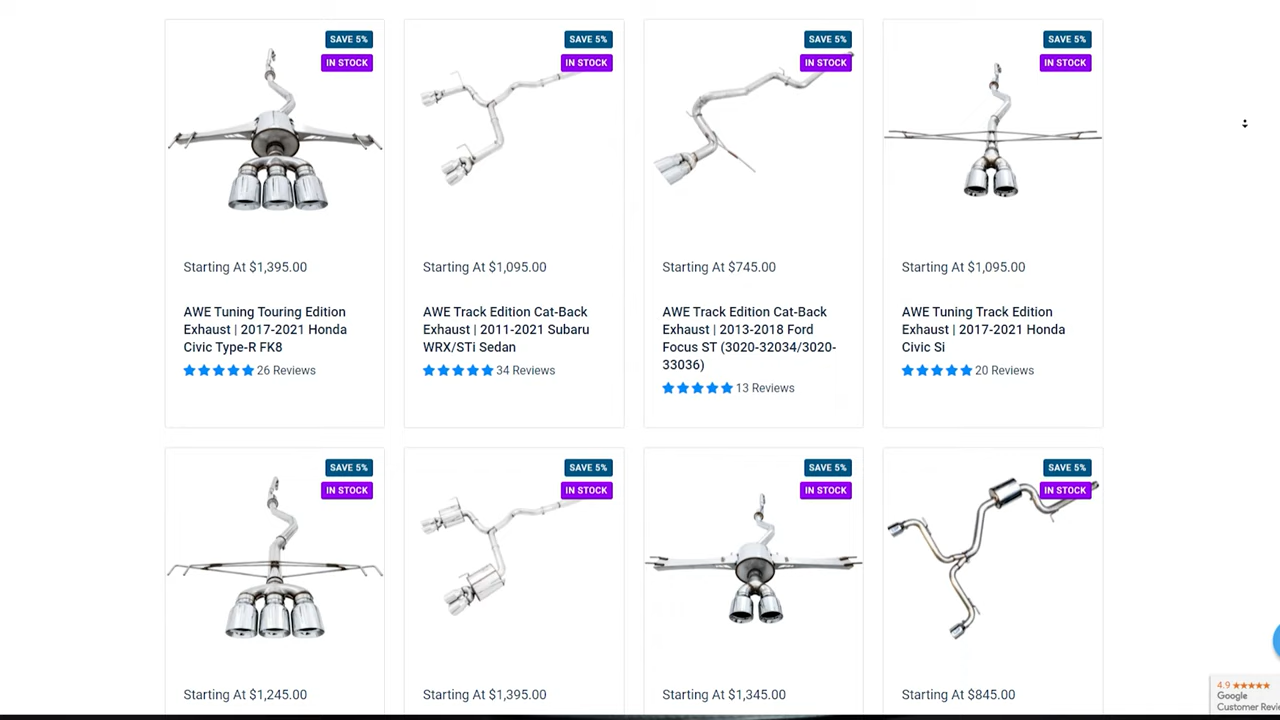 SAVE 5%
IN STOCK
SAVE 5%
IN STOCK
SAVE 5%
IN STOCK
SAVE 5%
IN STOCK
Starting At $1,395.00
AWE Tuning Touring Edition
Exhaust | 2017-2021 Honda
Civic Type-R FK8
26 Reviews
Starting At $1,095.00
AWE Track Edition Cat-Back
Exhaust | 2011-2021 Subaru
WRX/STi Sedan
34 Reviews
Starting At $745.00
AWE Track Edition Cat-Back
Exhaust | 2013-2018 Ford
Focus ST (3020-32034/3020-
33036)
13 Reviews
Starting At $1,095.00
AWE Tuning Track Edition
Exhaust | 2017-2021 Honda
Civic Si
20 Reviews
SAVE 5%
IN STOCK
SAVE 5%
IN STOCK
SAVE 5%
IN STOCK
SAVE 5%
IN STOCK
Starting At $1,245.00
Starting At $1,395.00
Starting At $1,345.00
Starting At $845.00
4.9
Google
Customer Revie